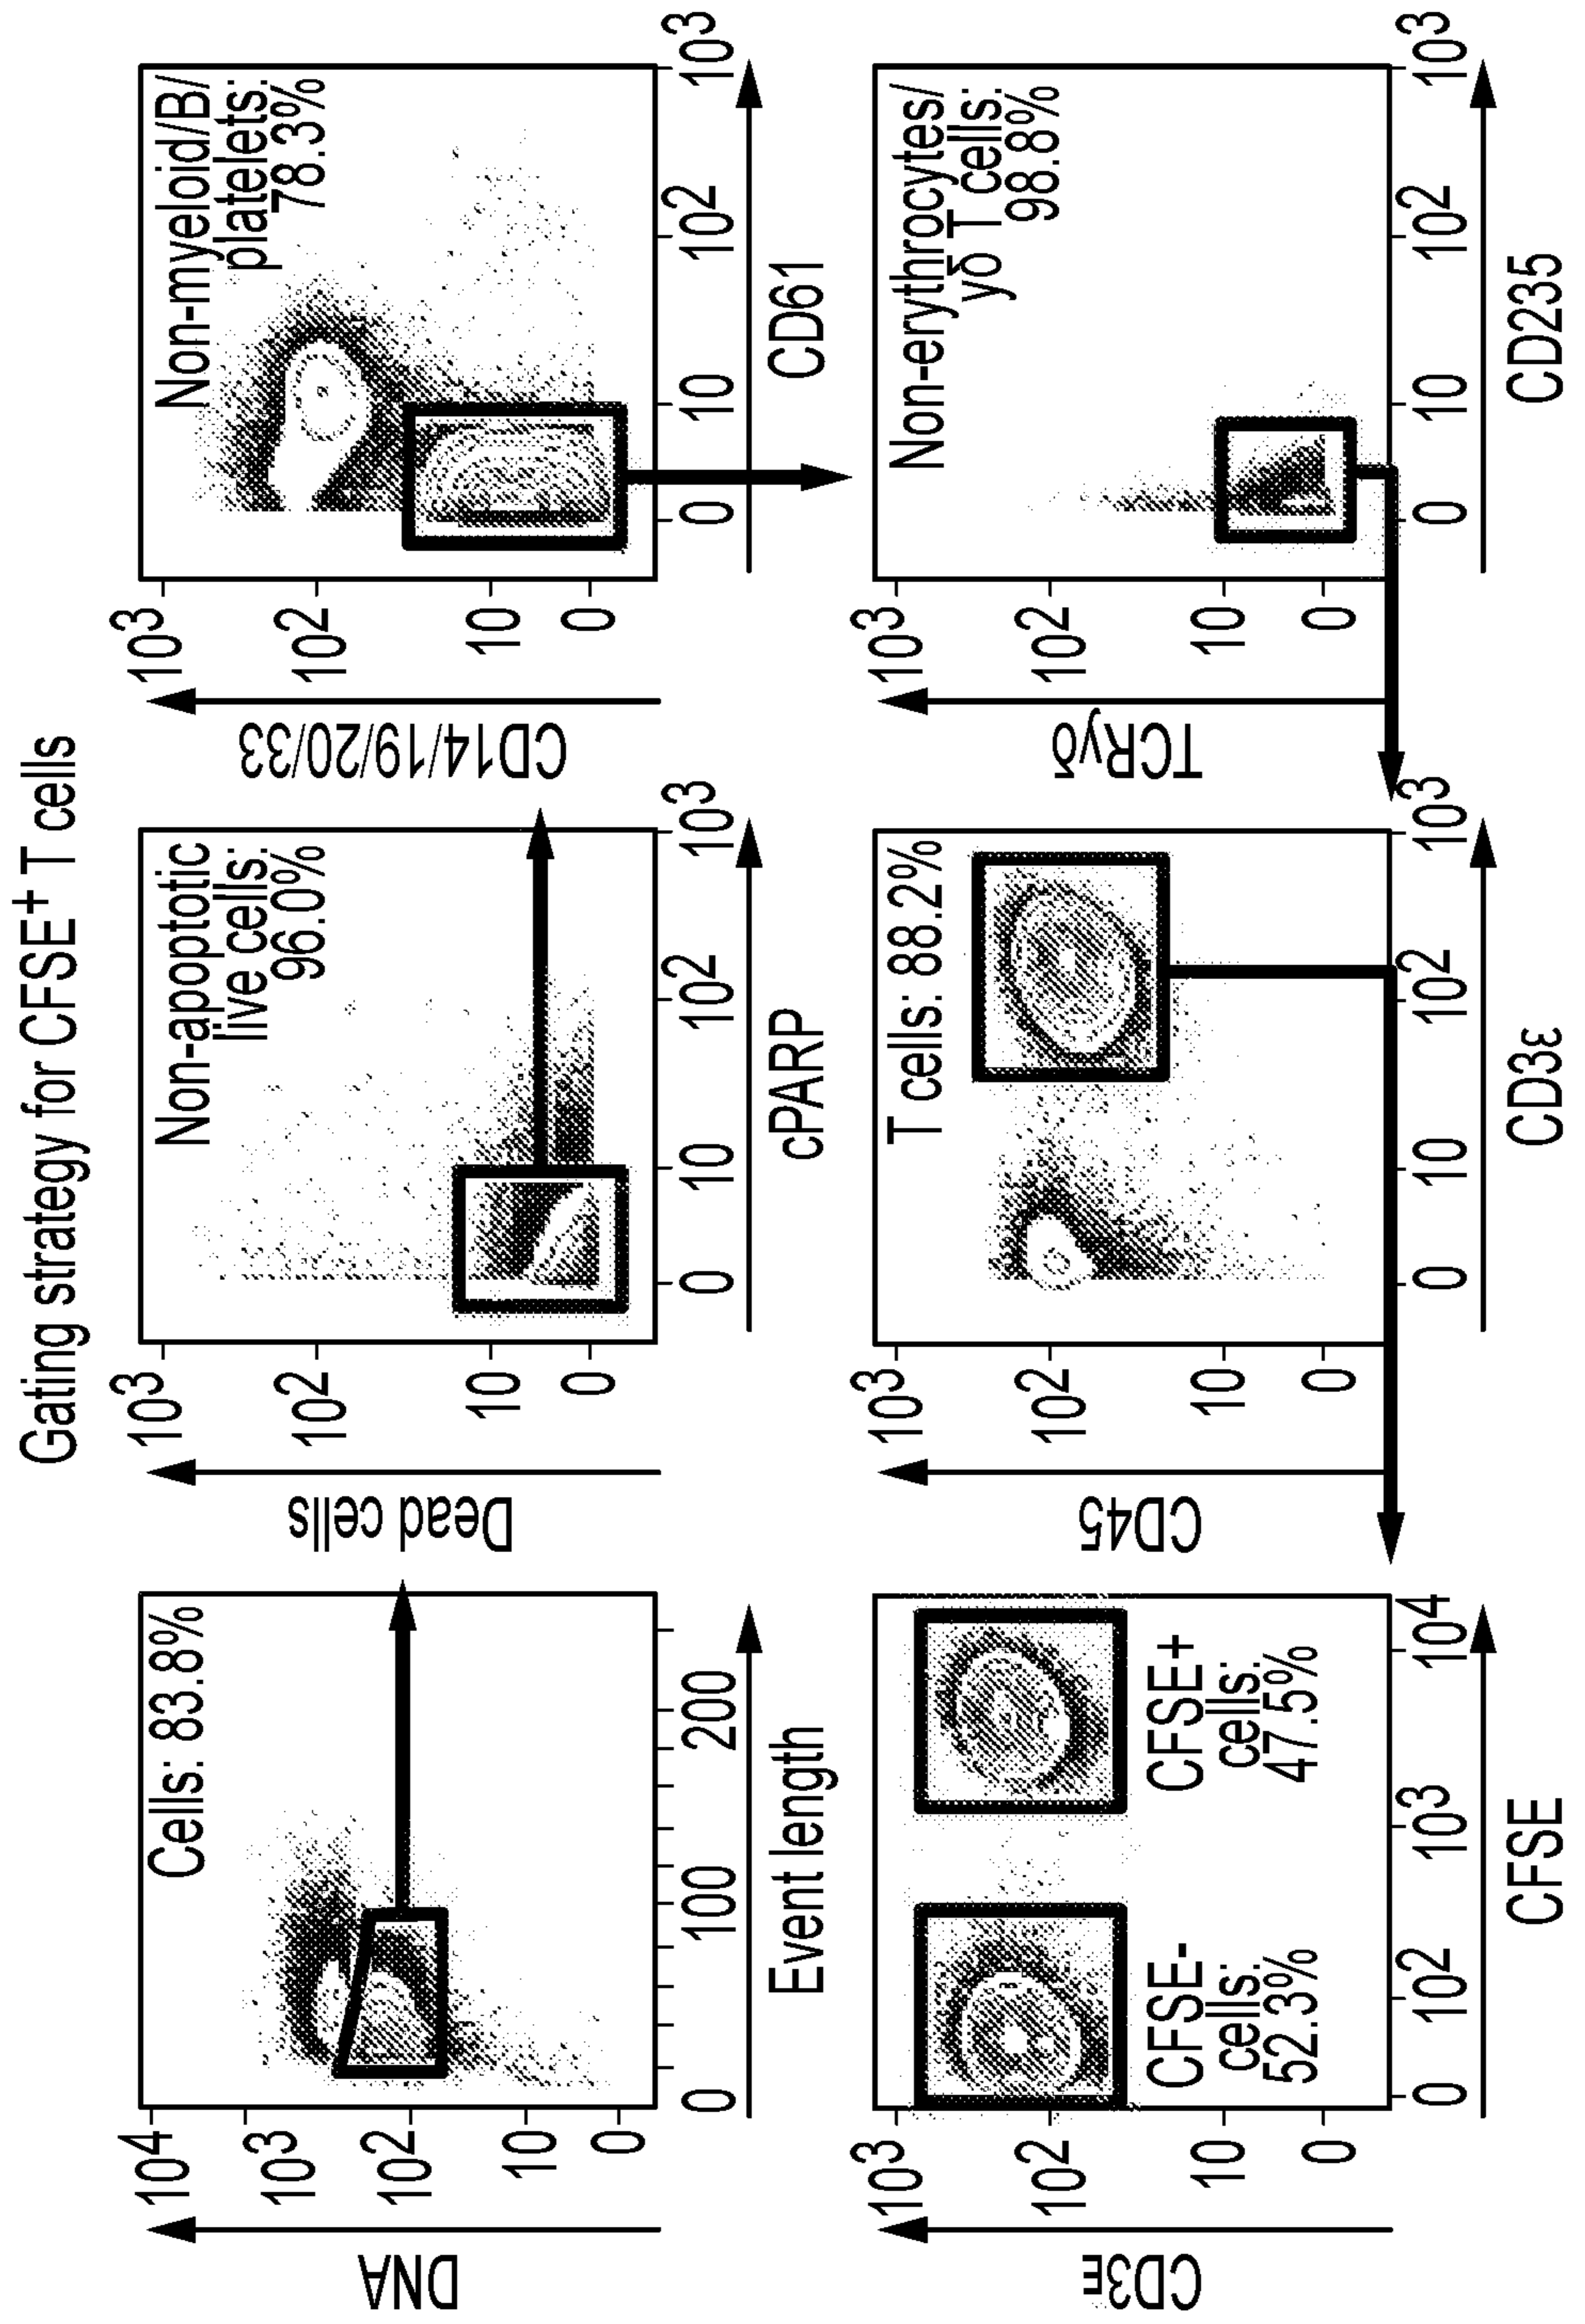 Gating strategy for CFSE+ T cells
Cells: 83.8%
DNA
10⁴
10³
10²
10
0
0
100
200
Event length
Non-apoptotic
live cells:
96.0%
Dead cells
10³
10²
10
0
0
10
10²
10³
cPARP
Non-myeloid/B/
platelets:
78.3%
CD14/19/20/33
10³
10²
10
0
0
10
10²
10³
CD61
CFSE-
cells:
52.3%
CFSE+
cells:
47.5%
CD3E
10³
10²
10
0
0
10²
10³
10⁴
CFSE
T cells: 88.2%
CD45
10³
10²
10
0
0
10
10²
10³
CD3ε
Non-erythrocytes/
γδ T cells:
98.8%
TCRγδ
10³
10²
10
0
0
10
10²
10³
CD235